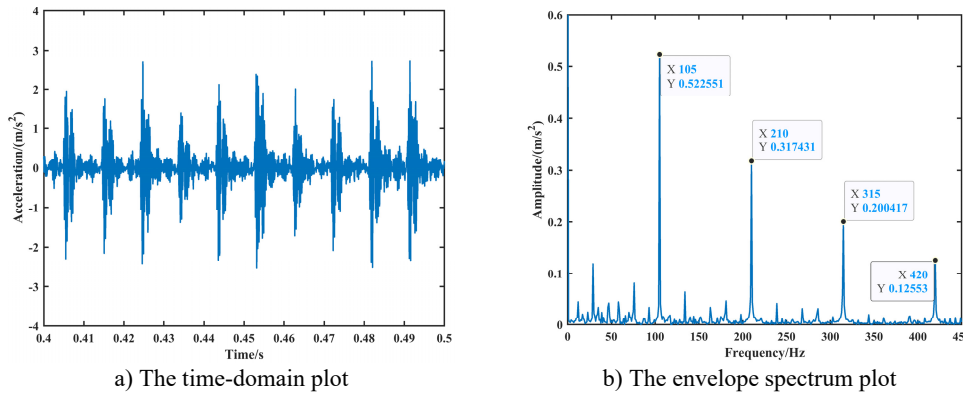 4
3
2
1
0
-1
-2
-3
-4
Acceleration/(m/s²)
0.4 0.41 0.42 0.43 0.44 0.45 0.46 0.47 0.48 0.49 0.5
Time/s
a) The time-domain plot
0.6
0.5
0.4
0.3
0.2
0.1
0
Amplitude/(m/s²)
X 105
Y 0.522551
X 210
Y 0.317431
X 315
Y 0.200417
X 420
Y 0.12553
0 50 100 150 200 250 300 350 400 45
Frequency/Hz
b) The envelope spectrum plot